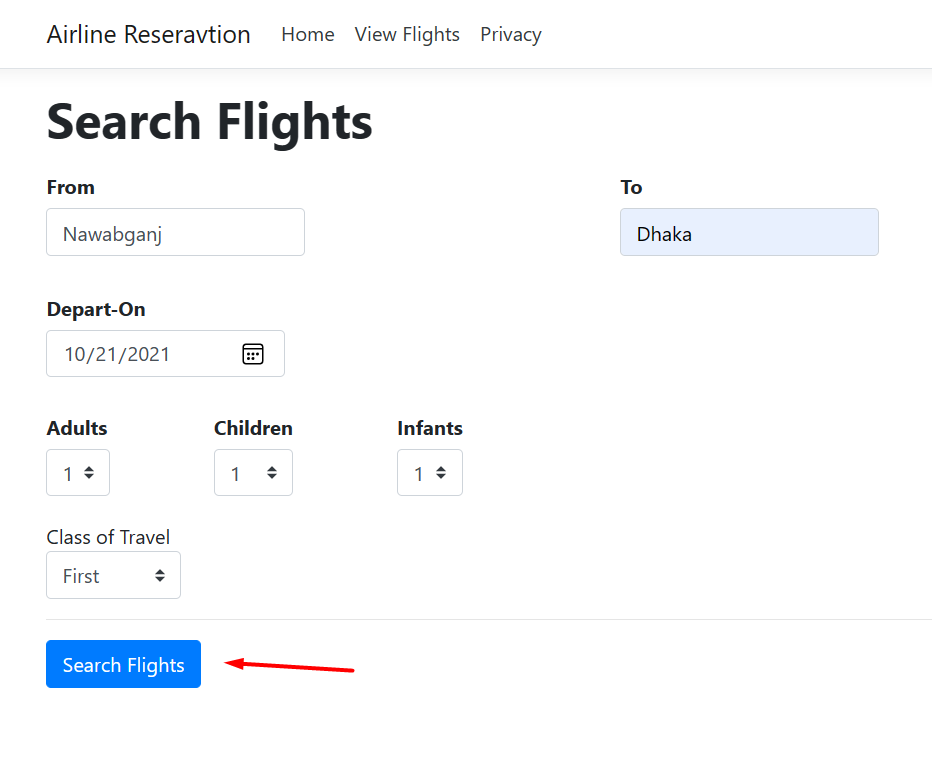 Airline Reseravtion Home View Flights Privacy
Search Flights
From To
Nawabganj Dhaka
Depart-On
10/21/2021
Adults Children Infants
1 1 1
Class of Travel
First
Search Flights